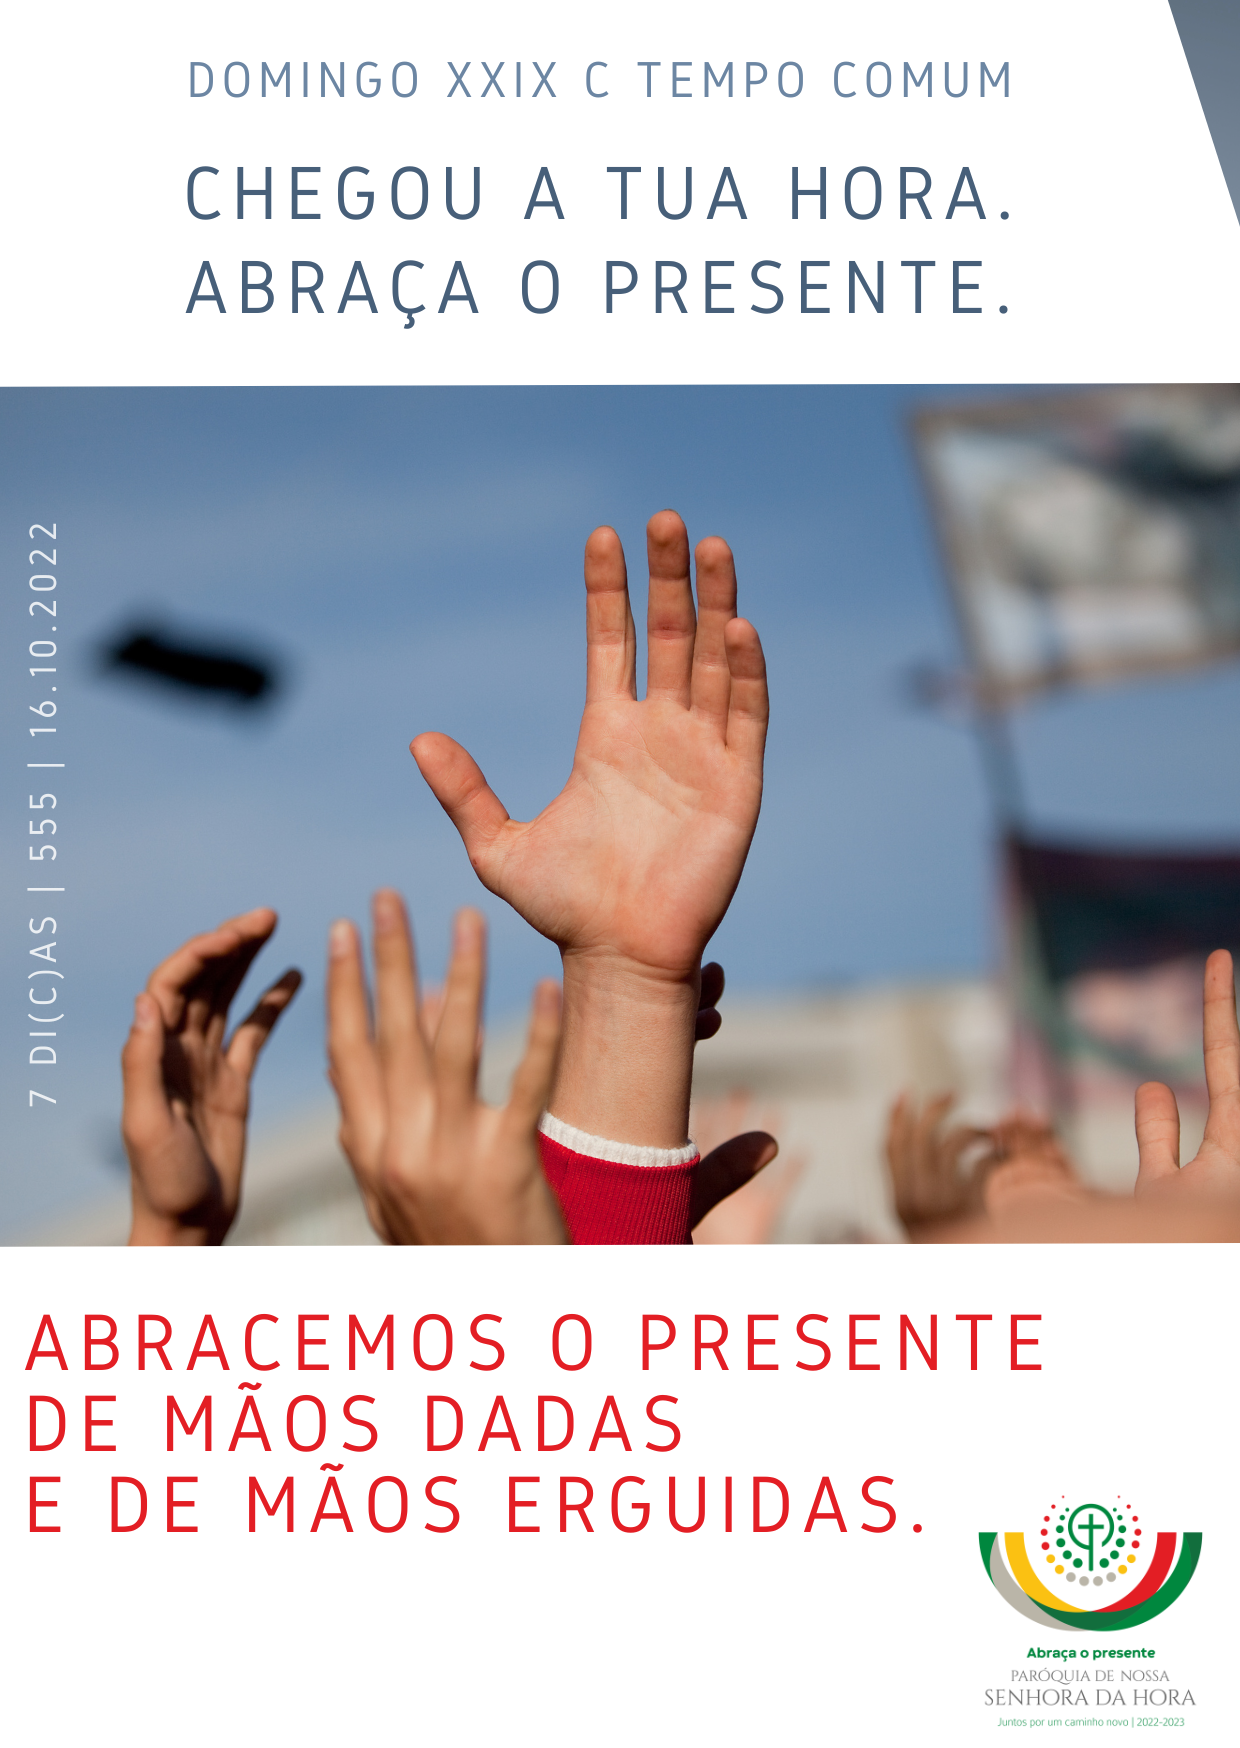 DOMINGO XXIX C TEMPO COMUM
CHEGOU A TUA HORA.
ABRAÇA O PRESENTE.
7 DI(C)AS | 555 | 16.10.2022
ABRACEMOS O PRESENTE
DE MÃOS DADAS
E DE MÃOS ERGUIDAS.
Abraça o presente
PARÓQUIA DE NOSSA
SENHORA DA HORA
Juntos por um caminho novo | 2022-2023